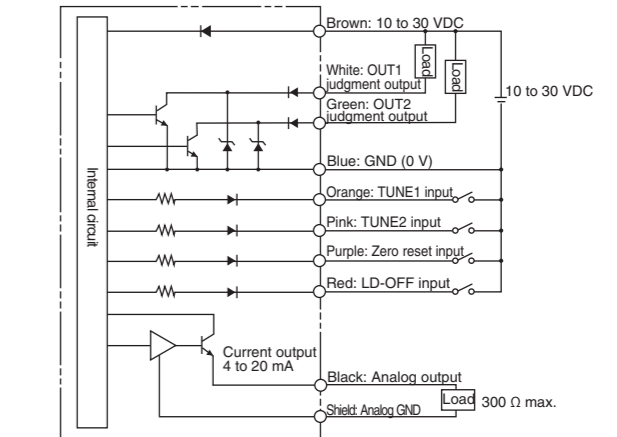 Brown: 10 to 30 VDC
Load
Load
White: OUT1
judgment output
10 to 30 VDC
Green: OUT2
judgment output
Blue: GND (0 V)
Internal circuit
Orange: TUNE1 input
Pink: TUNE2 input
Purple: Zero reset input
Red: LD-OFF input
Current output
4 to 20 mA
Black: Analog output
Load
300 Ω max.
Shield: Analog GND